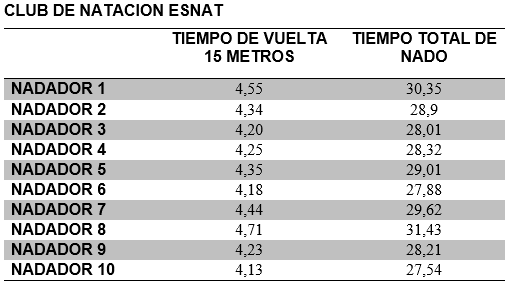 CLUB DE NATACION ESNAT
TIEMPO DE VUELTA 15 METROS TIEMPO TOTAL DE NADO
NADADOR 1 4,55 30,35
NADADOR 2 4,34 28,9
NADADOR 3 4,20 28,01
NADADOR 4 4,25 28,32
NADADOR 5 4,35 29,01
NADADOR 6 4,18 27,88
NADADOR 7 4,44 29,62
NADADOR 8 4,71 31,43
NADADOR 9 4,23 28,21
NADADOR 10 4,13 27,54